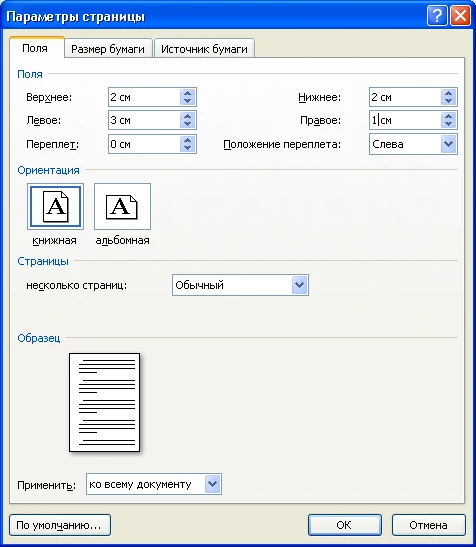 Параметры страницы
Поля Размер бумаги Источник бумаги
Поля
Верхнее: 2 см Нижнее: 2 см
Левое: 3 см Правое: 1 см
Переплет: 0 см Положение переплета: Слева
Ориентация
A A
книжная альбомная
Страницы
несколько страниц: Обычный
Образец
Применить: ко всему документу
По умолчанию... ОК Отмена